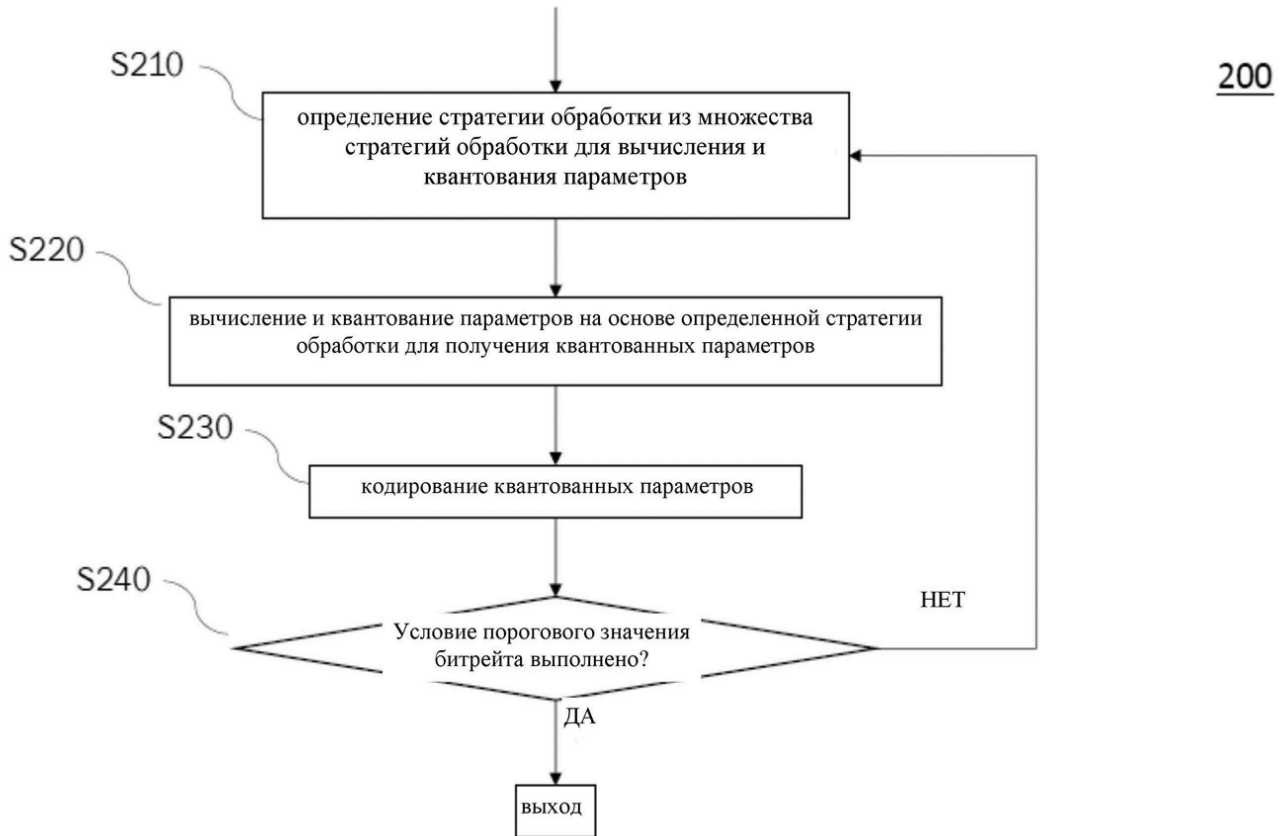 S210
200
определение стратегии обработки из множества
стратегий обработки для вычисления и
квантования параметров
S220
вычисление и квантование параметров на основе определенной стратегии
обработки для получения квантованных параметров
S230
кодирование квантованных параметров
S240
НЕТ
Условие порогового значения
битрейта выполнено?
ДА
выход